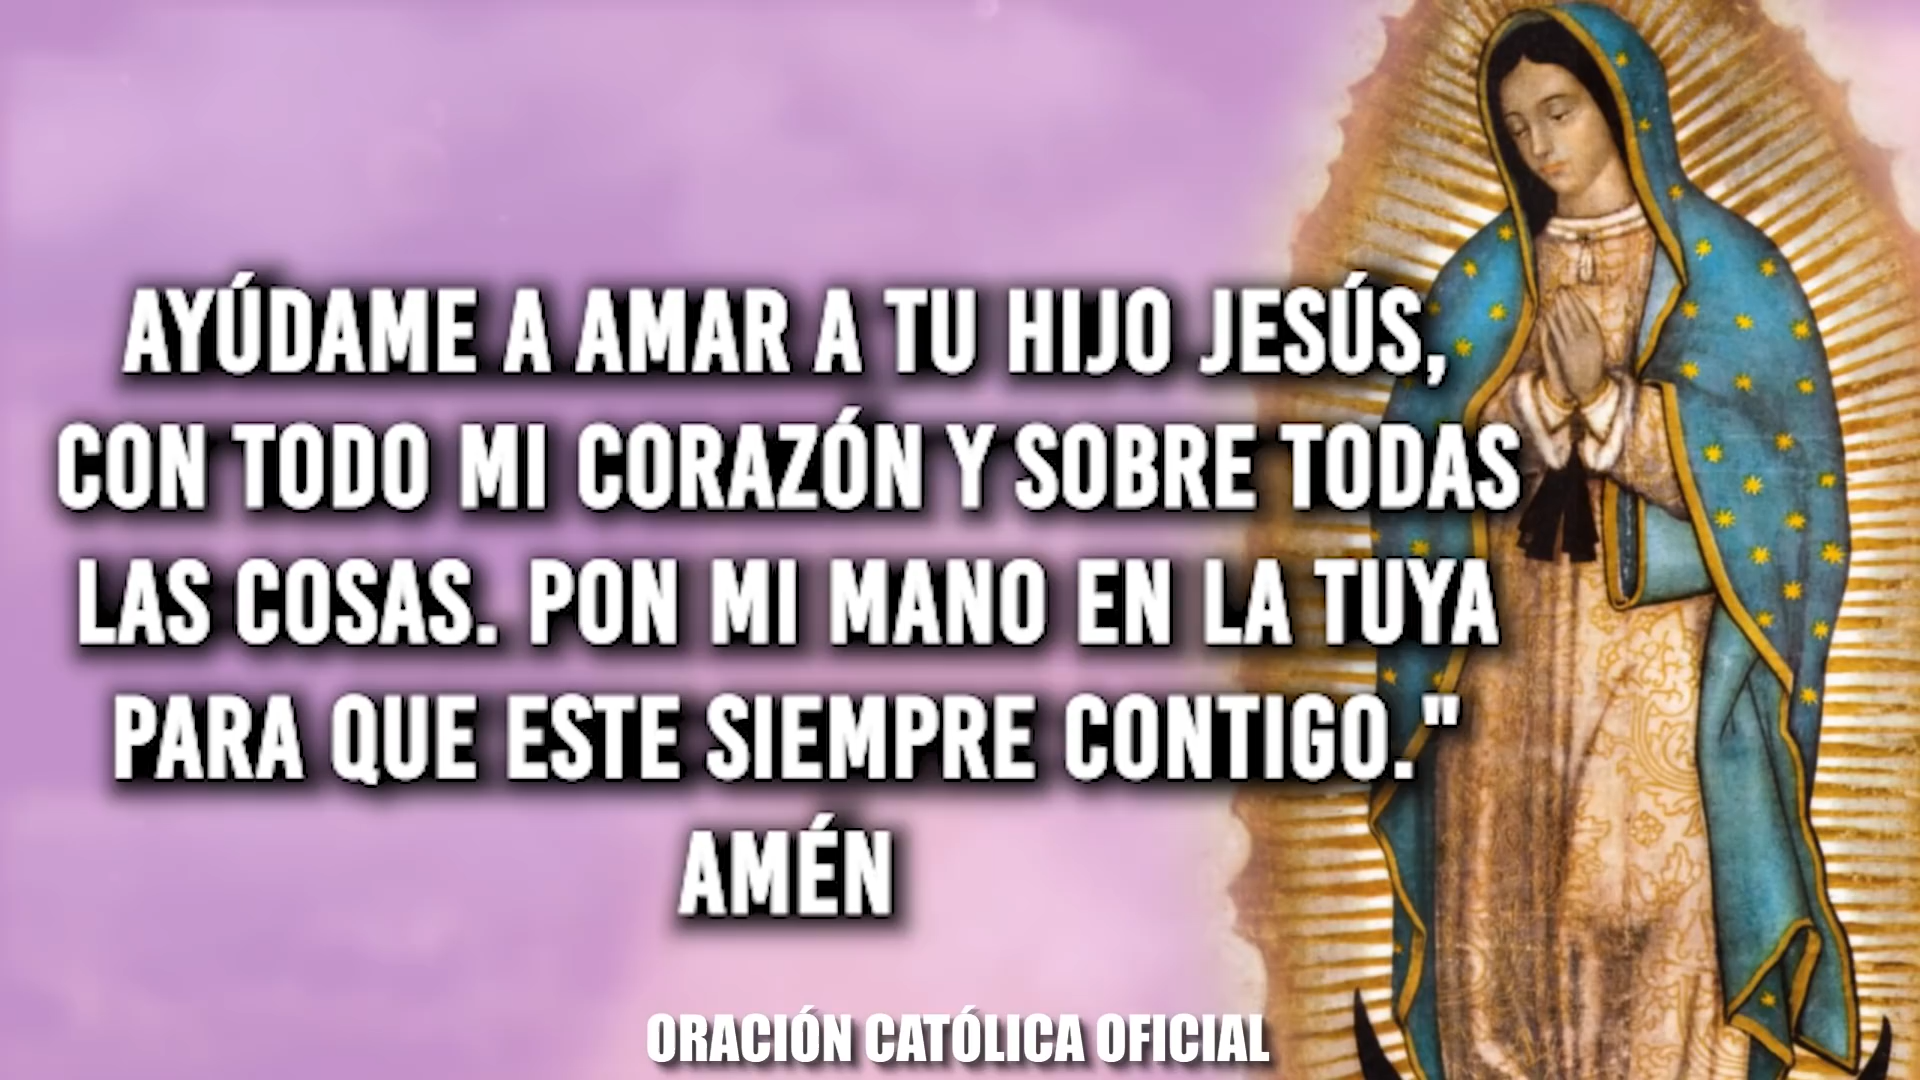 AYÚDAME A AMAR A TU HIJO JESÚS,
CON TODO MI CORAZÓN Y SOBRE TODAS
LAS COSAS. PON MI MANO EN LA TUYA
PARA QUE ESTE SIEMPRE CONTIGO."
AMÉN
ORACIÓN CATÓLICA OFICIAL